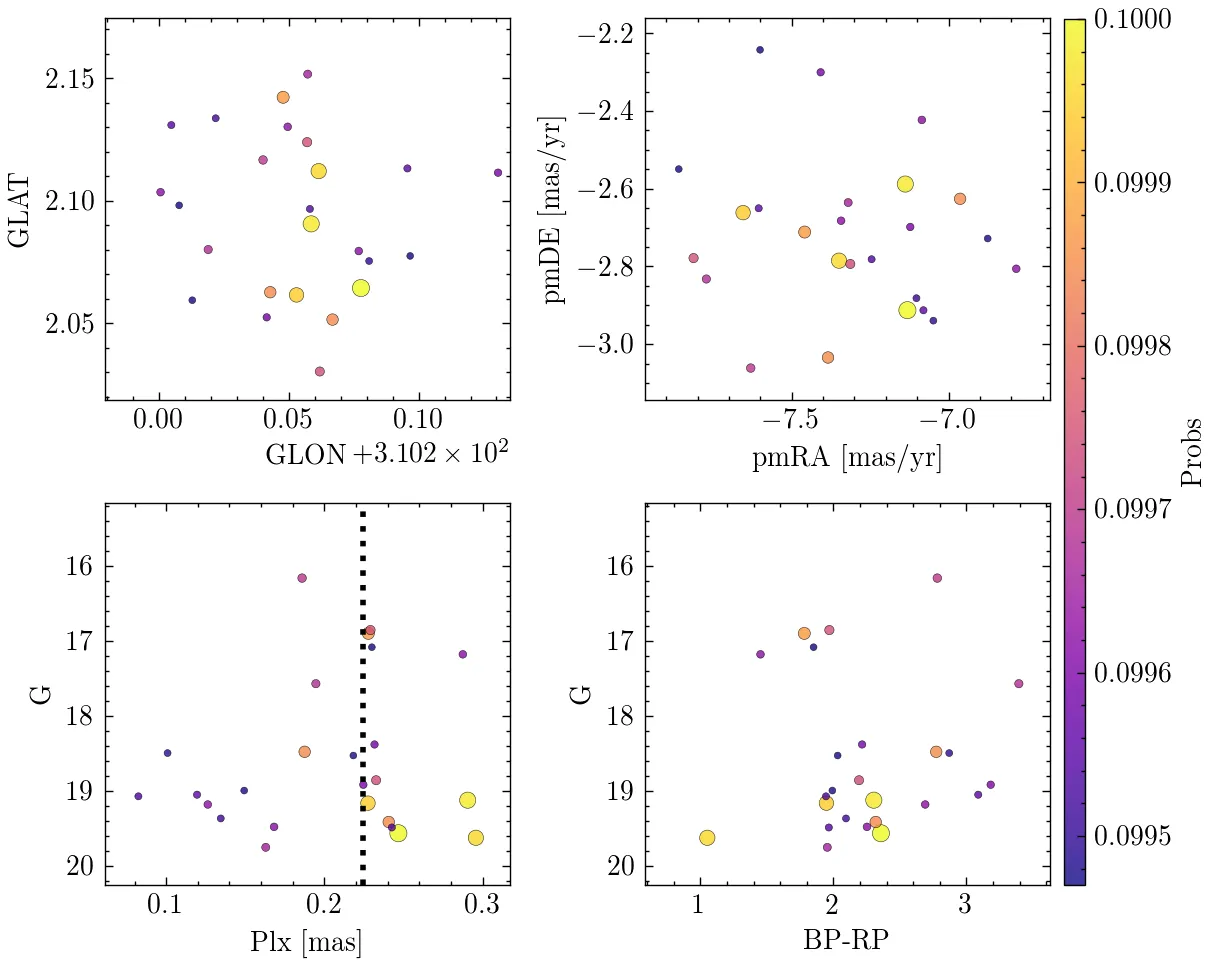 2.15
2.10
2.05
GLAT
0.00 0.05 0.10
GLON +3.102 × 10²
−2.2
−2.4
−2.6
−2.8
−3.0
pmDE [mas/yr]
−7.5 −7.0
pmRA [mas/yr]
0.1000
0.0999
0.0998
0.0997
0.0996
0.0995
Probs
16
17
18
19
20
G
0.1 0.2 0.3
Plx [mas]
16
17
18
19
20
G
1 2 3
BP-RP